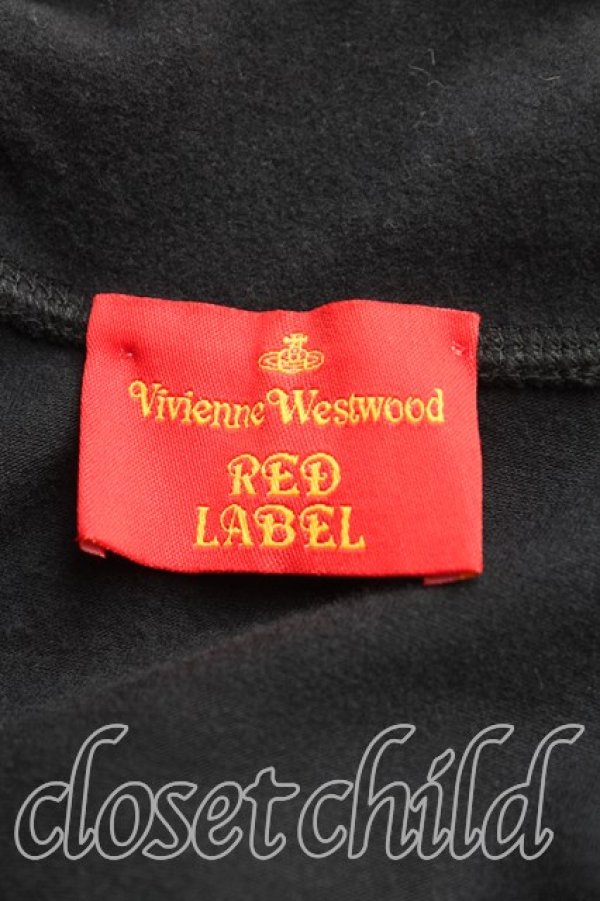 Vivienne Westwood
RED
LABEL
closet child